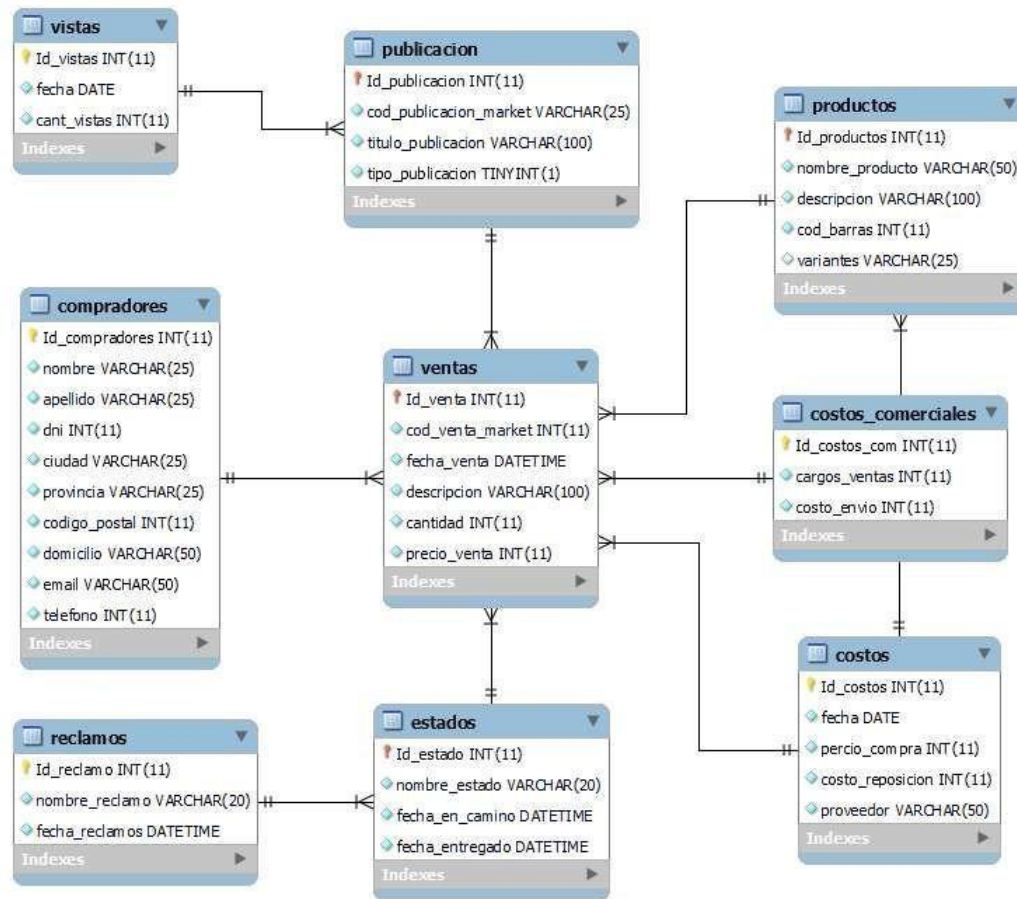 vistas
Id_vistas INT(11)
fecha DATE
cant_vistas INT(11)
Indexes
publicacion
Id_publicacion INT(11)
cod_publicacion_market VARCHAR(25)
titulo_publicacion VARCHAR(100)
tipo_publicacion TINYINT(1)
Indexes
productos
Id_productos INT(11)
nombre_producto VARCHAR(50)
descripcion VARCHAR(100)
cod_barras INT(11)
variantes VARCHAR(25)
Indexes
compradores
Id_compradores INT(11)
nombre VARCHAR(25)
apellido VARCHAR(25)
dni INT(11)
ciudad VARCHAR(25)
provincia VARCHAR(25)
codigo_postal INT(11)
domicilio VARCHAR(50)
email VARCHAR(50)
telefono INT(11)
Indexes
ventas
Id_venta INT(11)
cod_venta_market INT(11)
fecha_venta DATETIME
descripcion VARCHAR(100)
cantidad INT(11)
precio_venta INT(11)
Indexes
costos_comerciales
Id_costos_com INT(11)
cargos_ventas INT(11)
costo_envio INT(11)
Indexes
costos
Id_costos INT(11)
fecha DATE
percio_compra INT(11)
costo_reposicion INT(11)
proveedor VARCHAR(50)
Indexes
reclamos
Id_reclamo INT(11)
nombre_reclamo VARCHAR(20)
fecha_reclamos DATETIME
Indexes
estados
Id_estado INT(11)
nombre_estado VARCHAR(20)
fecha_en_camino DATETIME
fecha_entregado DATETIME
Indexes